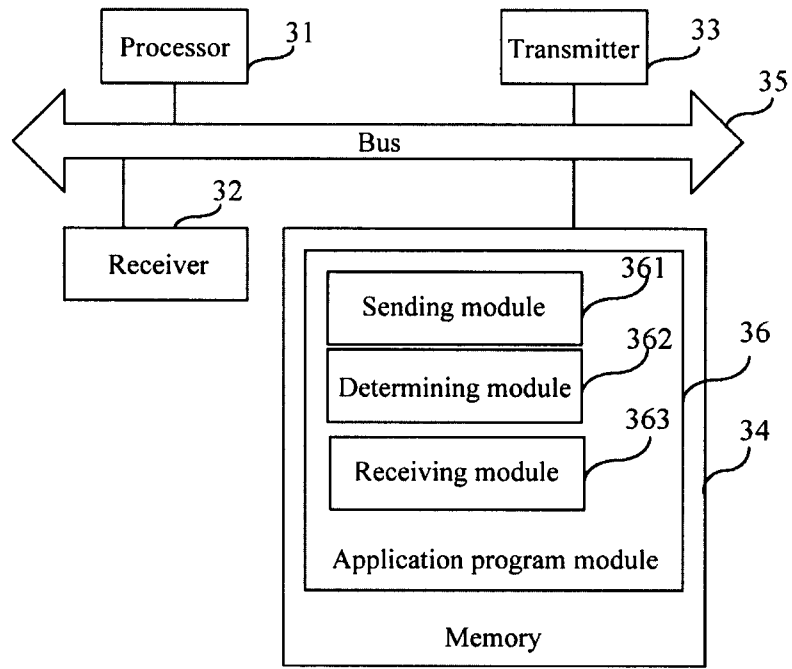 Processor
31
Transmitter
33
35
Bus
32
Receiver
Sending module
361
Determining module
362
36
Receiving module
363
34
Application program module
Memory